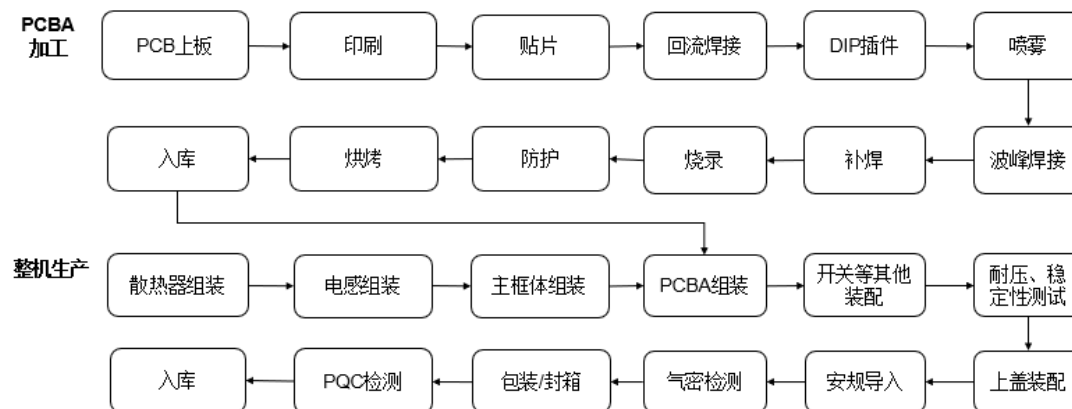 PCBA
加工
PCB上板
印刷
贴片
回流焊接
DIP插件
喷雾
入库
烘烤
防护
烧录
补焊
波峰焊接
整机生产
散热器组装
电感组装
主框体组装
PCBA组装
开关等其他
装配
耐压、稳
定性测试
入库
PQC检测
包装/封箱
气密检测
安规导入
上盖装配